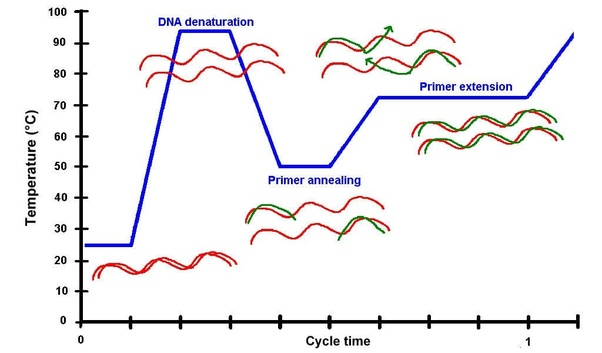 DNA denaturation
Primer extension
Primer annealing
Temperature (°C)
100
90
80
70
60
50
40
30
20
10
0
0
Cycle time
1